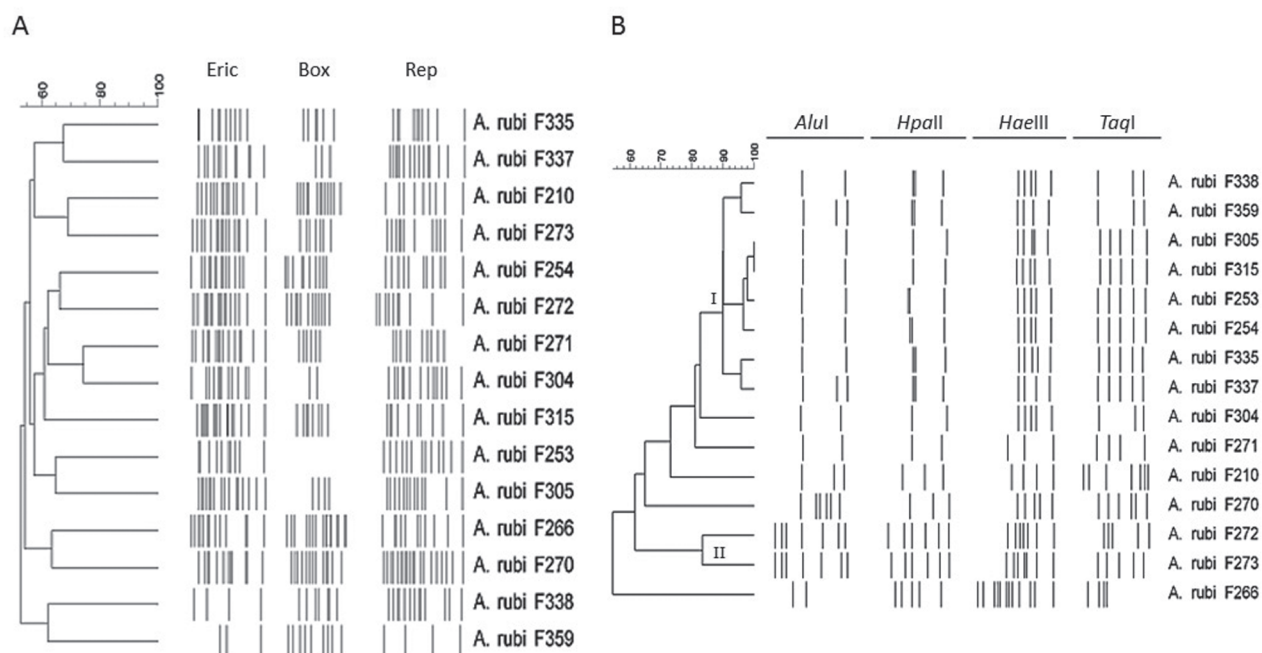 A
Eric Box Rep
60 80 100
A. rubi F335
A. rubi F337
A. rubi F210
A. rubi F273
A. rubi F254
A. rubi F272
A. rubi F271
A. rubi F304
A. rubi F315
A. rubi F253
A. rubi F305
A. rubi F266
A. rubi F270
A. rubi F338
A. rubi F359
B
AluI HpaII HaeIII TaqI
60 70 80 90 100
A. rubi F338
A. rubi F359
A. rubi F305
A. rubi F315
I
A. rubi F253
A. rubi F254
A. rubi F335
A. rubi F337
A. rubi F304
A. rubi F271
A. rubi F210
A. rubi F270
A. rubi F272
II
A. rubi F273
A. rubi F266